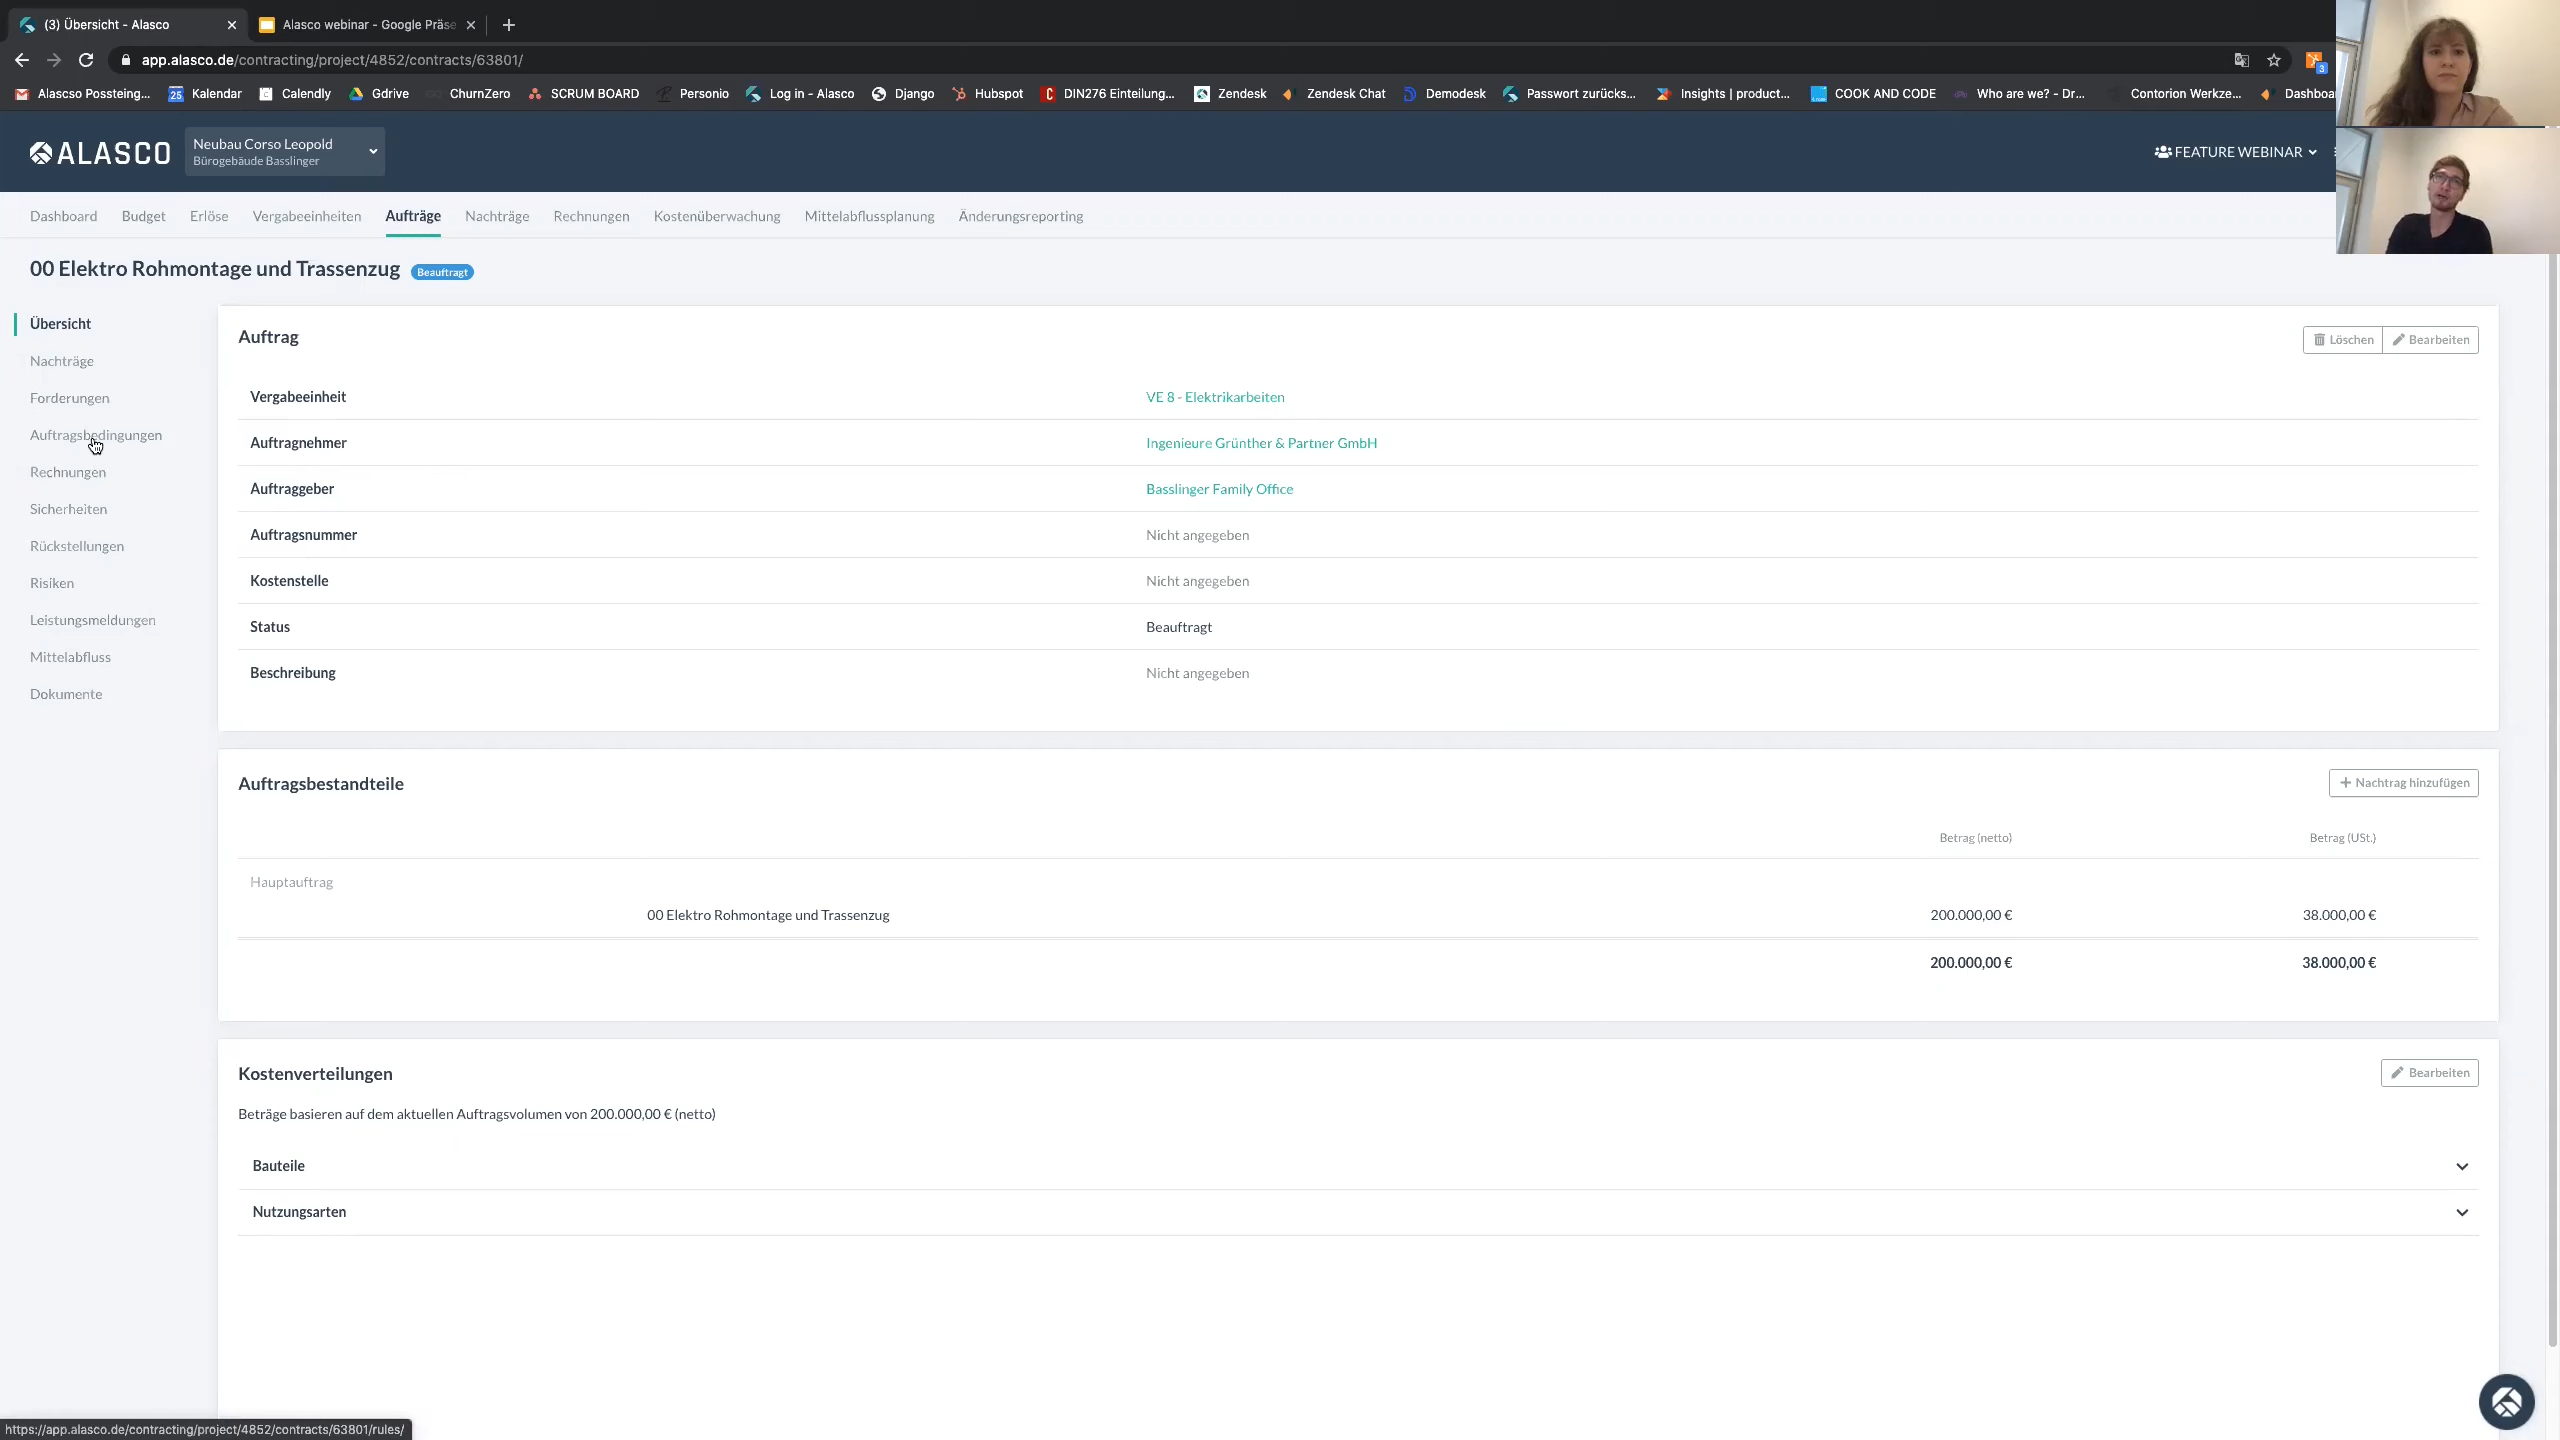 (3) Übersicht - Alasco
Alasco webinar - Google Präse
app.alasco.de/contracting/project/4852/contracts/63801/
Alascso Possteing... Kalendar Calendly Gdrive ChurnZero SCRUM BOARD Personio Log in - Alasco Django Hubspot DIN276 Einteilung... Zendesk Zendesk Chat Demodesk Passwort zurücks... Insights | product... COOK AND CODE Who are we? - Dr... Contorion Werkze... Dashboar
ALASCO
Neubau Corso Leopold
Bürogebäude Basslinger
FEATURE WEBINAR
Dashboard Budget Erlöse Vergabeeinheiten Aufträge Nachträge Rechnungen Kostenüberwachung Mittelabflussplanung Änderungsreporting
00 Elektro Rohmontage und Trassenzug Beauftragt
Übersicht
Nachträge
Forderungen
Auftragsbedingungen
Rechnungen
Sicherheiten
Rückstellungen
Risiken
Leistungsmeldungen
Mittelabfluss
Dokumente
Auftrag
Löschen Bearbeiten
Vergabeeinheit VE 8 - Elektrikarbeiten
Auftragnehmer Ingenieure Grünther & Partner GmbH
Auftraggeber Basslinger Family Office
Auftragsnummer Nicht angegeben
Kostenstelle Nicht angegeben
Status Beauftragt
Beschreibung Nicht angegeben
Auftragsbestandteile
+ Nachtrag hinzufügen
Betrag (netto) Betrag (USt.)
Hauptauftrag
00 Elektro Rohmontage und Trassenzug 200.000,00 € 38.000,00 €
200.000,00 € 38.000,00 €
Kostenverteilungen
Bearbeiten
Beträge basieren auf dem aktuellen Auftragsvolumen von 200.000,00 € (netto)
Bauteile
Nutzungsarten
https://app.alasco.de/contracting/project/4852/contracts/63801/rules/